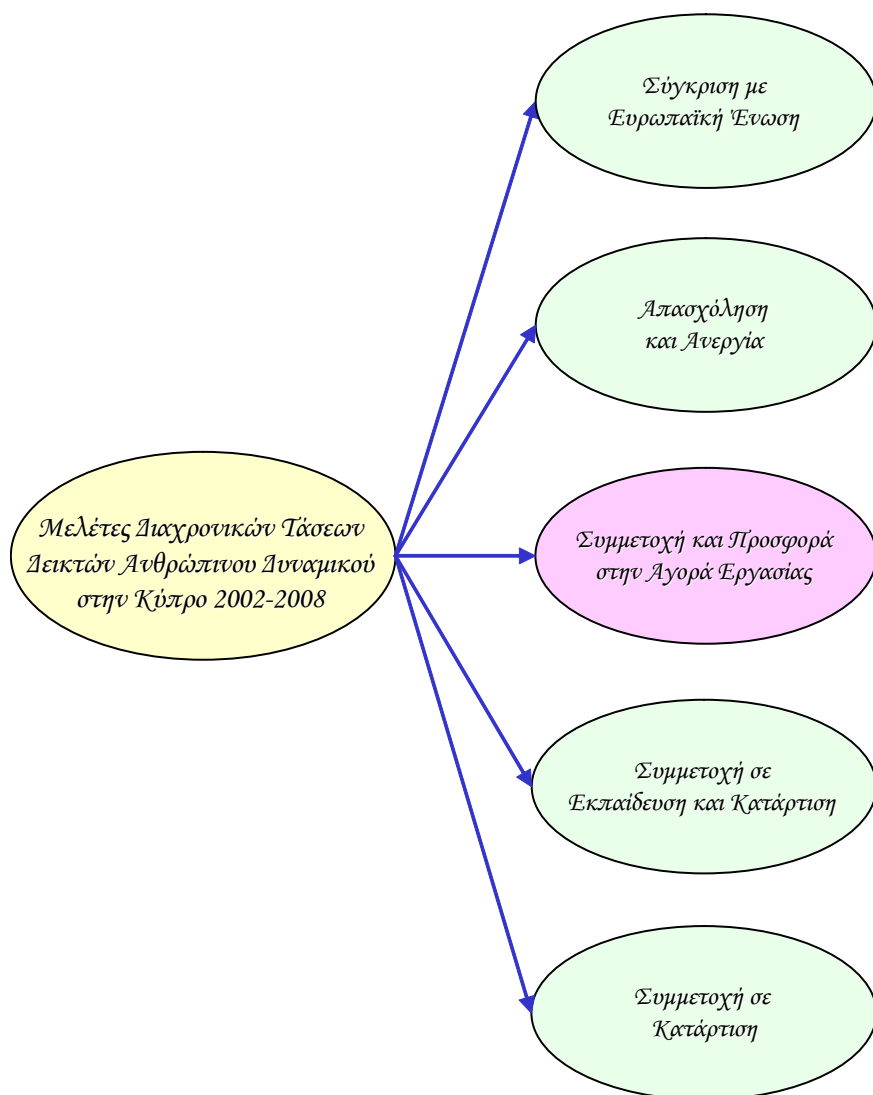 Σύγκριση με
Ευρωπαϊκή Ένωση
Απασχόληση
και Ανεργία
Μελέτες Διαχρονικών Τάσεων
Δεικτών Ανθρώπινου Δυναμικού
στην Κύπρο 2002-2008
Συμμετοχή και Προσφορά
στην Αγορά Εργασίας
Συμμετοχή σε
Εκπαίδευση και Κατάρτιση
Συμμετοχή σε
Κατάρτιση